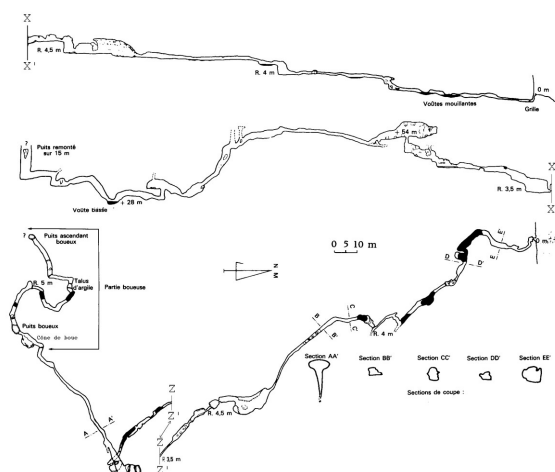 X
X'
R. 4,5 m
R. 4 m
Voûtes mouillantes
0 m
Grille
?
Puits remonté
sur 15 m
Voûte basse
+ 28 m
+ 54 m
R. 3,5 m
X
X'
?
Puits ascendant
boueux
R. 5 m
Talus
d'argile
Partie boueuse
Puits boueux
Cône de boue
0 5 10 m
N M
A
A'
B
B'
C
C'
D
D'
E
E'
R. 4 m
R. 4,5 m
Z
Z'
Z
Z'
R 3,5 m
Section AA'
Section BB'
Section CC'
Section DD'
Section EE'
Sections de coupe :